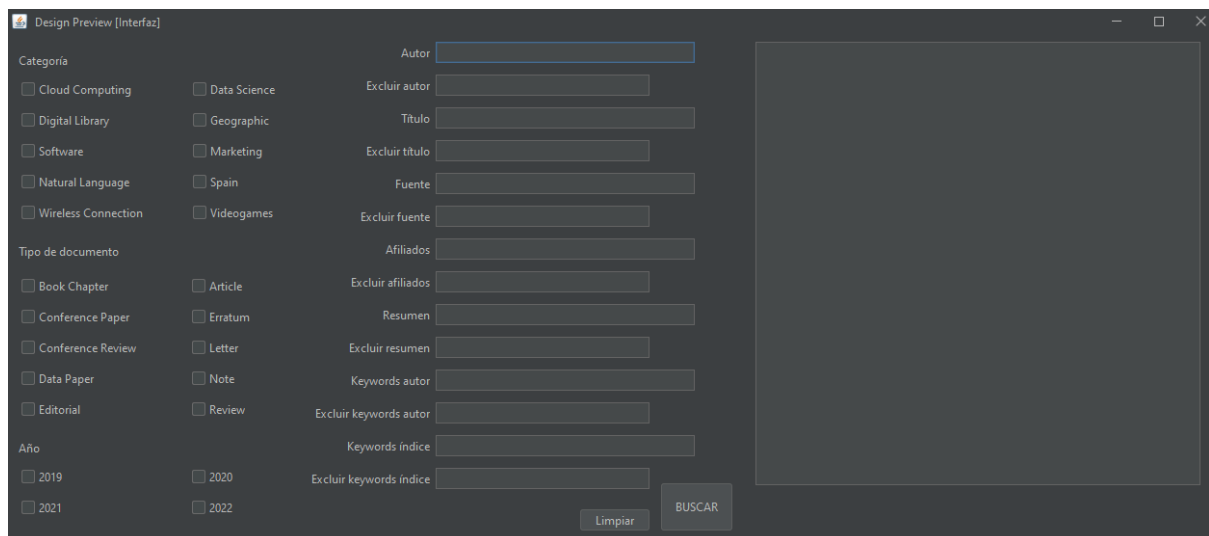 Design Preview [Interfaz]
Categoría
Cloud Computing Data Science
Digital Library Geographic
Software Marketing
Natural Language Spain
Wireless Connection Videogames
Tipo de documento
Book Chapter Article
Conference Paper Erratum
Conference Review Letter
Data Paper Note
Editorial Review
Año
2019 2020
2021 2022
Autor
Excluir autor
Título
Excluir título
Fuente
Excluir fuente
Afiliados
Excluir afiliados
Resumen
Excluir resumen
Keywords autor
Excluir keywords autor
Keywords índice
Excluir keywords índice
Limpiar
BUSCAR